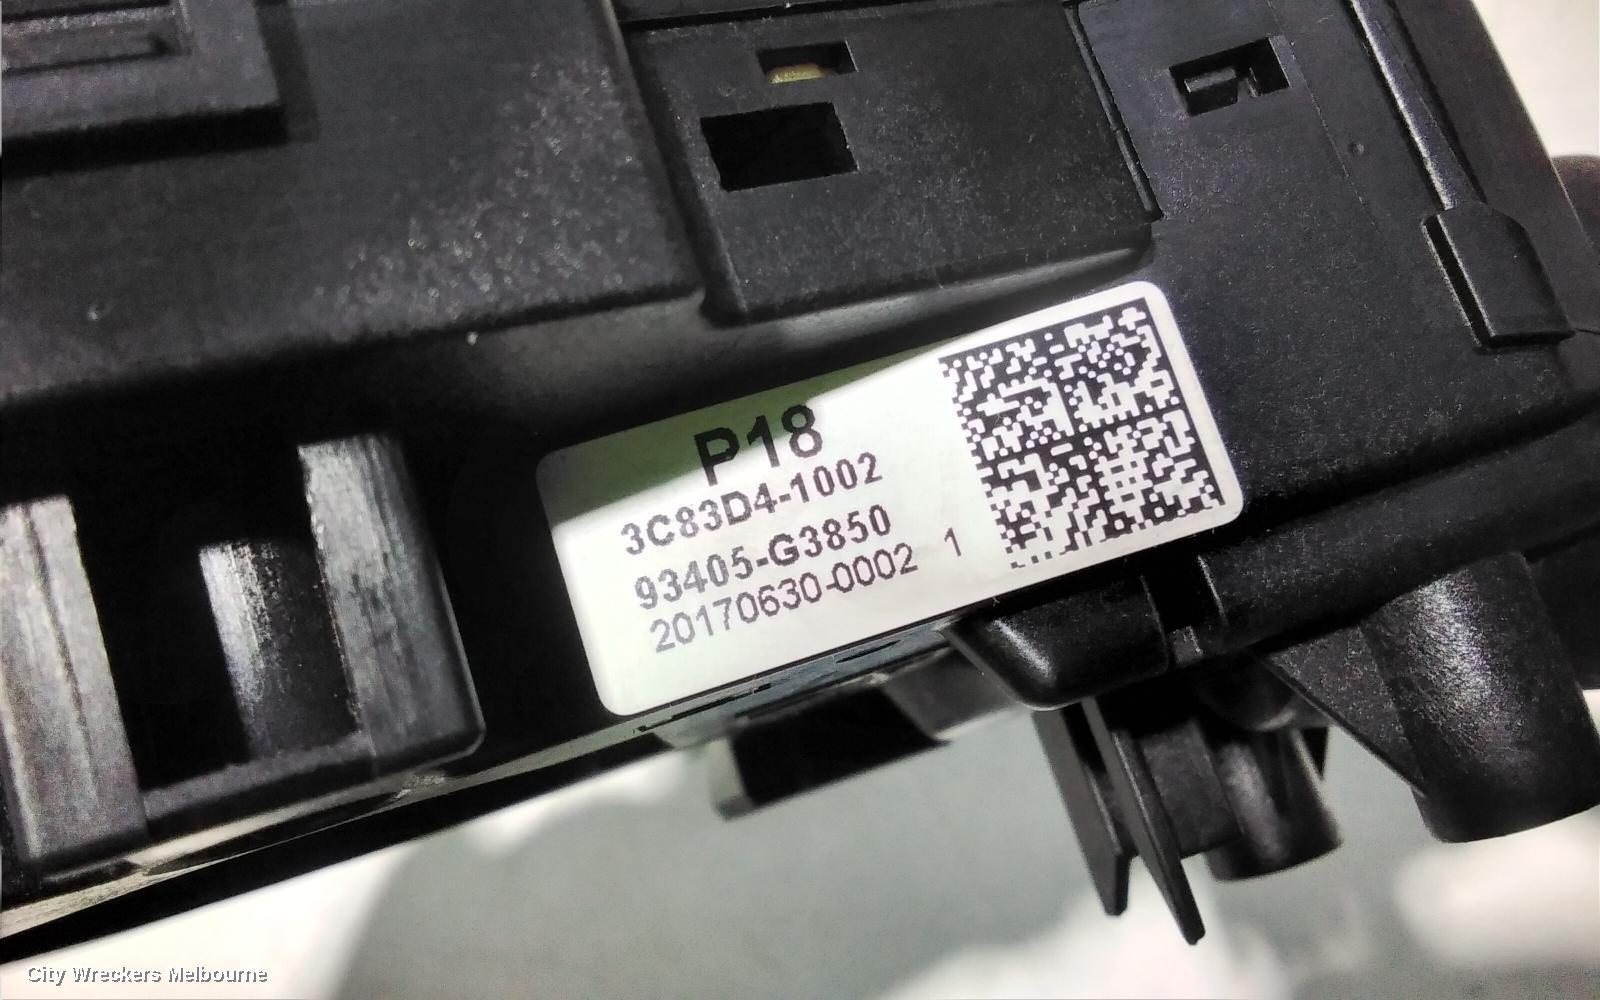 P18
3C83D4-1002
93405-G3850
20170630-0002 1
City Wreckers Melbourne